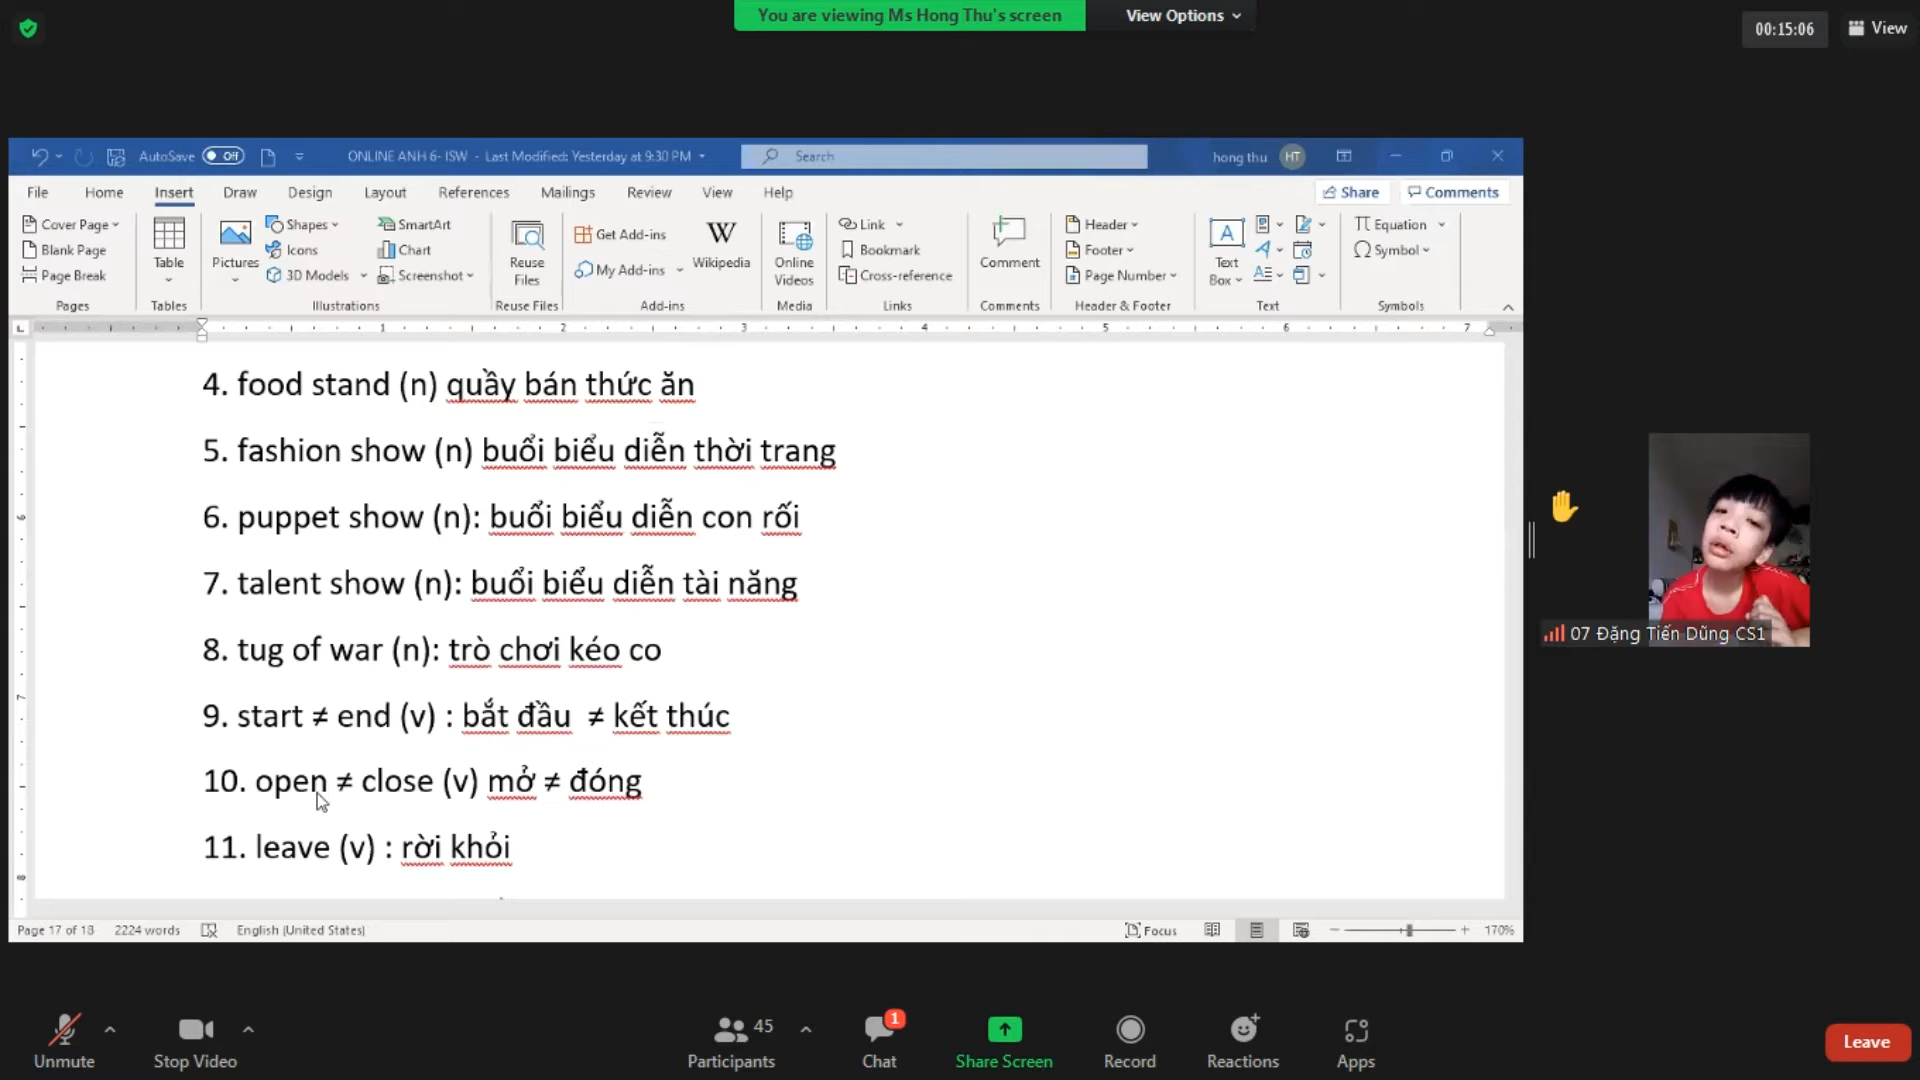 You are viewing Ms Hong Thu's screen
View Options
00:15:06
View
AutoSave Off
ONLINE ANH 6- ISW - Last Modified: Yesterday at 9:30 PM
Search
hong thu
HT
File Home Insert Draw Design Layout References Mailings Review View Help
Share
Comments
Cover Page
Blank Page
Page Break
Pages
Table
Tables
Pictures
Shapes
Icons
3D Models
SmartArt
Chart
Screenshot
Illustrations
Reuse Files
Reuse Files
Get Add-ins
My Add-ins
Wikipedia
Add-ins
Online Videos
Media
Link
Bookmark
Cross-reference
Links
Comment
Comments
Header
Footer
Page Number
Header & Footer
Text Box
Text
Equation
Symbol
Symbols
1 2 3 4 5 6 7
4. food stand (n) quầy bán thức ăn
5. fashion show (n) buổi biểu diễn thời trang
6. puppet show (n): buổi biểu diễn con rối
7. talent show (n): buổi biểu diễn tài năng
8. tug of war (n): trò chơi kéo co
9. start ≠ end (v) : bắt đầu ≠ kết thúc
10. open ≠ close (v) mở ≠ đóng
11. leave (v) : rời khỏi
07 Đặng Tiến Dũng CS1
Page 17 of 18
2224 words
English (United States)
Focus
170%
Unmute
Stop Video
45
Participants
1
Chat
Share Screen
Record
Reactions
Apps
Leave